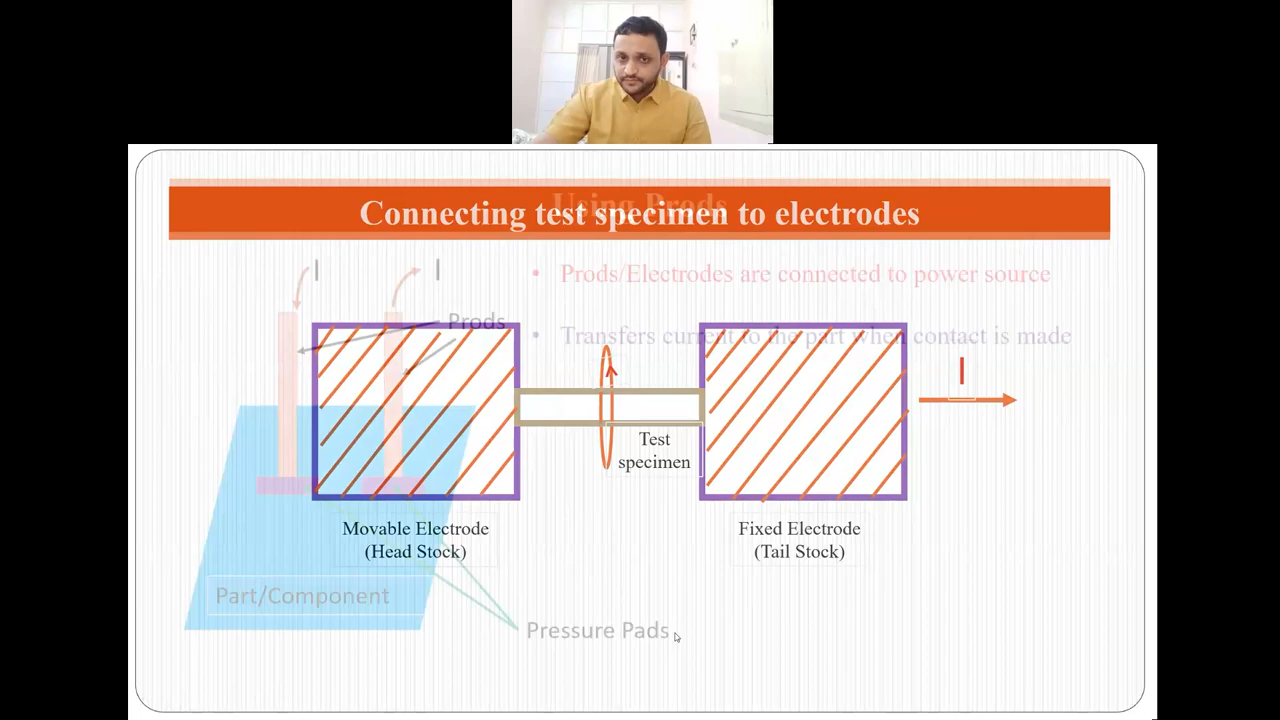 Using Prods
Connecting test specimen to electrodes
I
I
• Prods/Electrodes are connected to power source
Prods
• Transfers current to the part when contact is made
I
Test
specimen
Movable Electrode
(Head Stock)
Fixed Electrode
(Tail Stock)
Part/Component
Pressure Pads